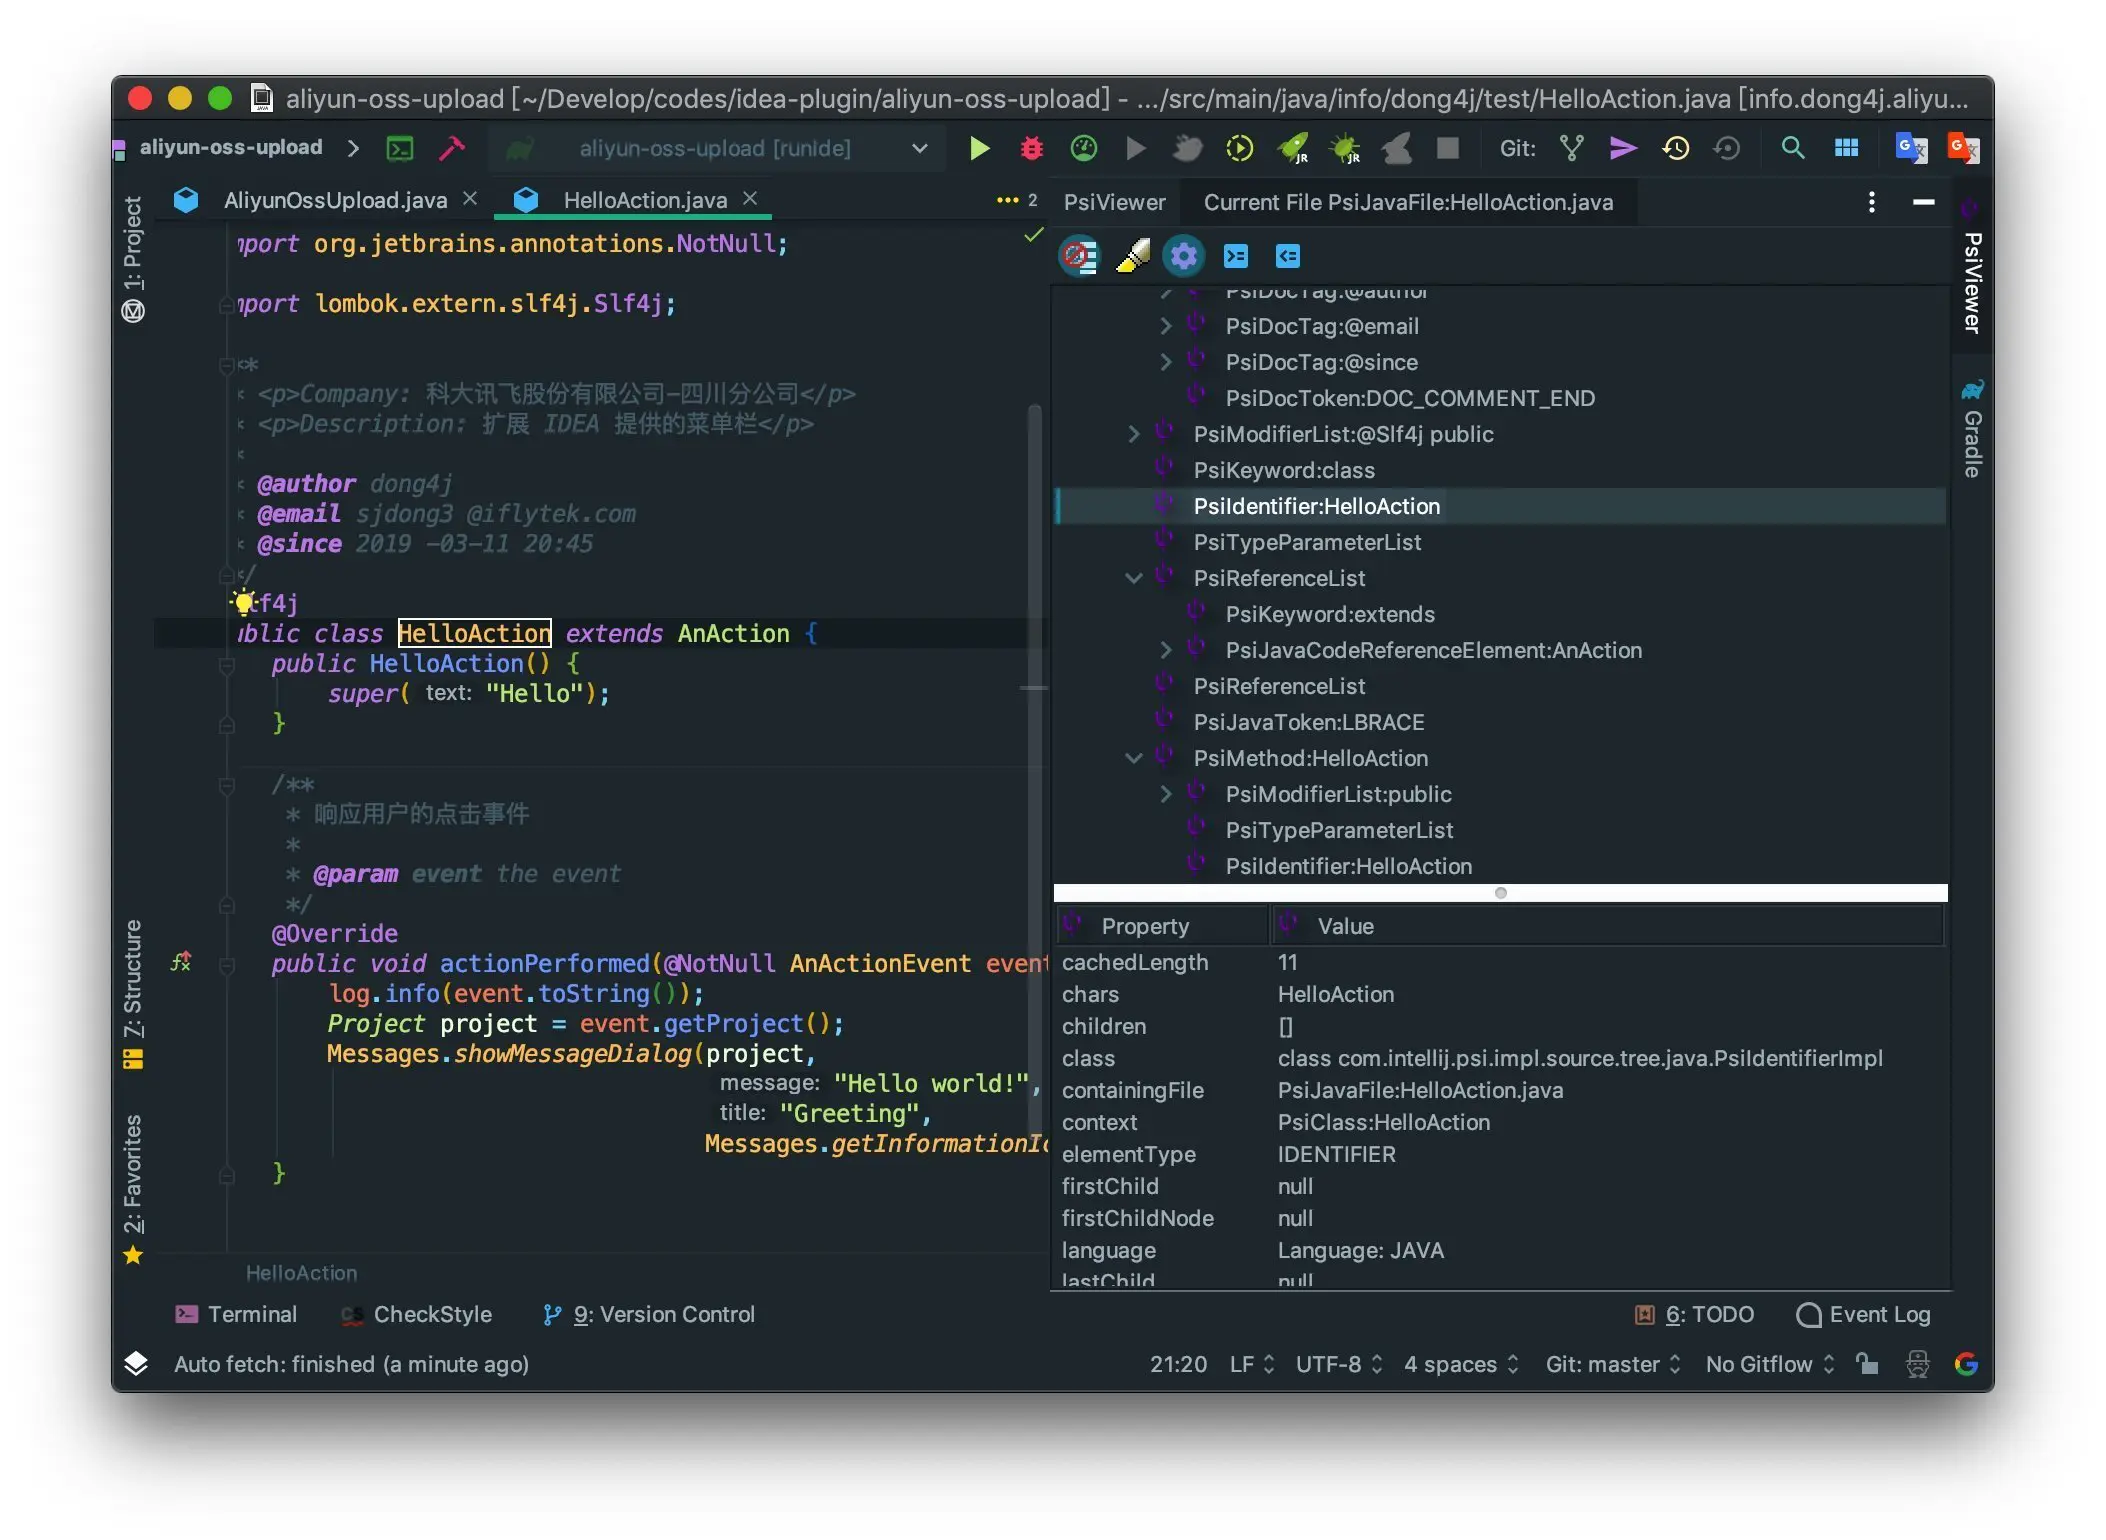 aliyun-oss-upload [~/Develop/codes/idea-plugin/aliyun-oss-upload] - .../src/main/java/info/dong4j/test/HelloAction.java [info.dong4j.aliyu...
aliyun-oss-upload
aliyun-oss-upload [runIde]
Git:
AliyunOssUpload.java
HelloAction.java
2
mport org.jetbrains.annotations.NotNull;
mport lombok.extern.slf4j.Slf4j;
**
* <p>Company: 科大讯飞股份有限公司-四川分公司</p>
* <p>Description: 扩展 IDEA 提供的菜单栏</p>
*
* @author dong4j
* @email sjdong3 @iflytek.com
* @since 2019 -03-11 20:45
*/
lf4j
ublic class HelloAction extends AnAction {
public HelloAction() {
super( text: "Hello");
}
/**
* 响应用户的点击事件
*
* @param event the event
*/
@Override
public void actionPerformed(@NotNull AnActionEvent event
log.info(event.toString());
Project project = event.getProject();
Messages.showMessageDialog(project,
message: "Hello world!",
title: "Greeting",
Messages.getInformationIc
}
HelloAction
PsiViewer
Current File PsiJavaFile:HelloAction.java
PsiDocTag:@author
PsiDocTag:@email
PsiDocTag:@since
PsiDocToken:DOC_COMMENT_END
PsiModifierList:@Slf4j public
PsiKeyword:class
PsiIdentifier:HelloAction
PsiTypeParameterList
PsiReferenceList
PsiKeyword:extends
PsiJavaCodeReferenceElement:AnAction
PsiReferenceList
PsiJavaToken:LBRACE
PsiMethod:HelloAction
PsiModifierList:public
PsiTypeParameterList
PsiIdentifier:HelloAction
Property Value
cachedLength 11
chars HelloAction
children []
class class com.intellij.psi.impl.source.tree.java.PsiIdentifierImpl
containingFile PsiJavaFile:HelloAction.java
context PsiClass:HelloAction
elementType IDENTIFIER
firstChild null
firstChildNode null
language Language: JAVA
lastChild null
1: Project
7: Structure
2: Favorites
PsiViewer
Gradle
Terminal
CheckStyle
9: Version Control
6: TODO
Event Log
Auto fetch: finished (a minute ago)
21:20 LF UTF-8 4 spaces Git: master No Gitflow